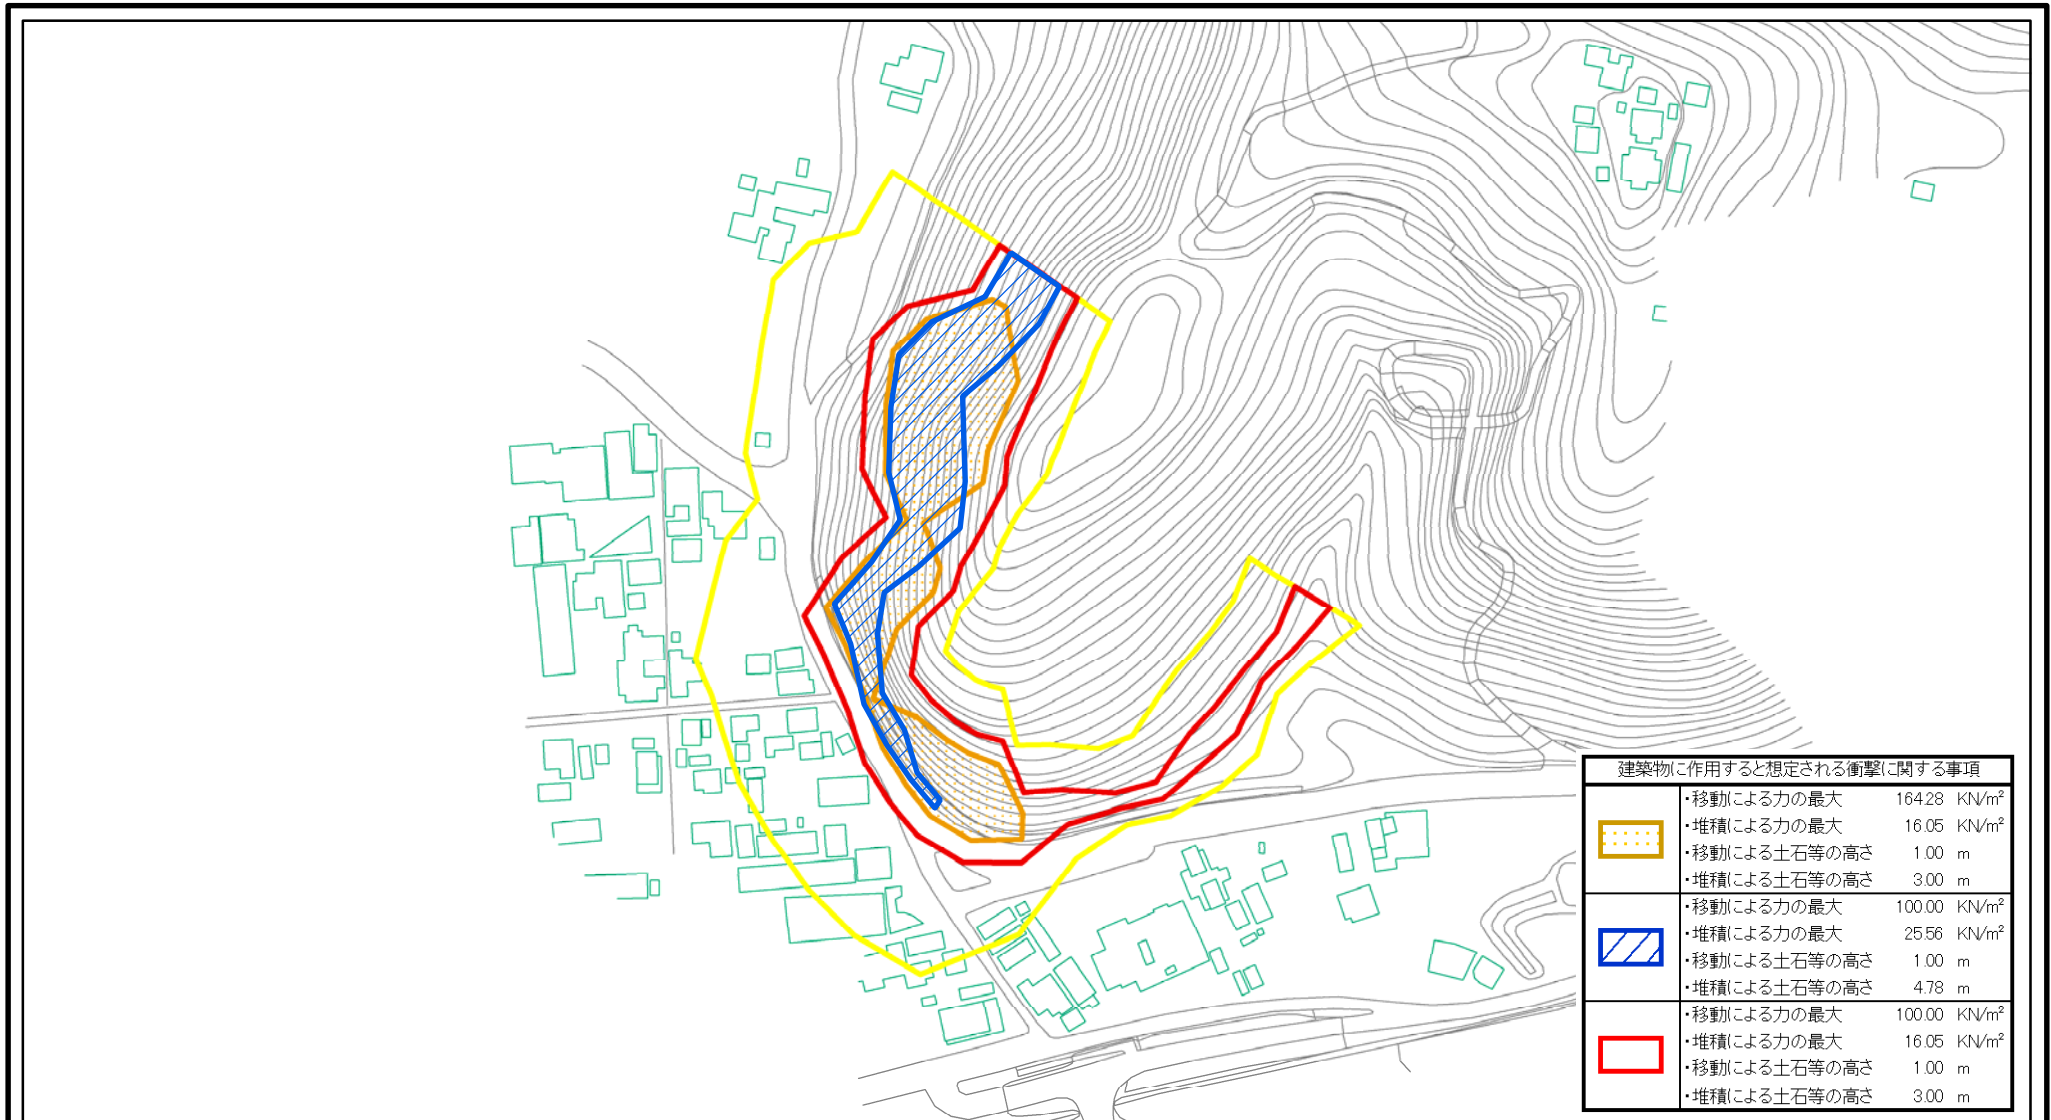 建築物に作用すると想定される衝撃に関する事項
・移動による力の最大 164.28 KN/m²
・堆積による力の最大 16.05 KN/m²
・移動による土石等の高さ 1.00 m
・堆積による土石等の高さ 3.00 m
・移動による力の最大 100.00 KN/m²
・堆積による力の最大 25.56 KN/m²
・移動による土石等の高さ 1.00 m
・堆積による土石等の高さ 4.78 m
・移動による力の最大 100.00 KN/m²
・堆積による力の最大 16.05 KN/m²
・移動による土石等の高さ 1.00 m
・堆積による土石等の高さ 3.00 m